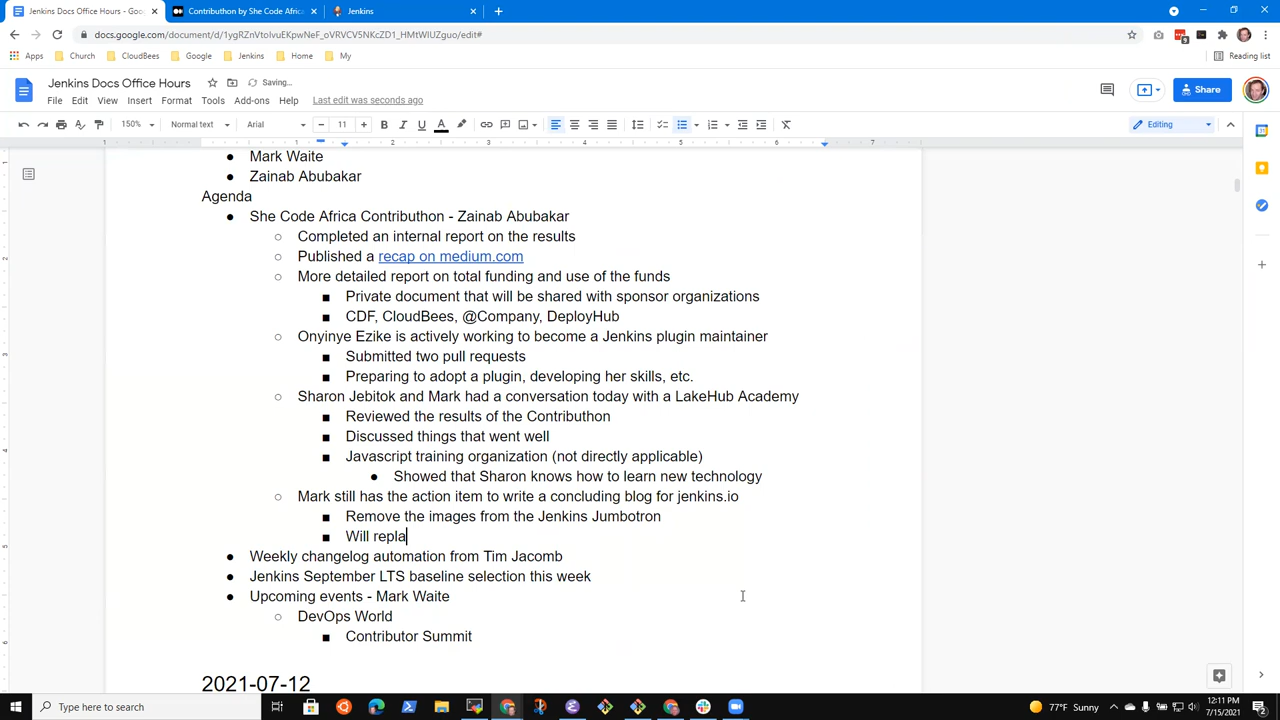 Jenkins Docs Office Hours - Goo
Contributhon by She Code Africa
Jenkins
docs.google.com/document/d/1ygRZnVtoIvuEKpwNeF_oVRVCV5NKcZD1_HMtWIUZguo/edit#
Apps
Church
CloudBees
Google
Jenkins
Home
My
Reading list
Jenkins Docs Office Hours
Saving...
File Edit View Insert Format Tools Add-ons Help Last edit was seconds ago
Share
150% Normal text Arial 11
Editing
1 1 2 3 4 5 6 7
● Mark Waite
● Zainab Abubakar
Agenda
● She Code Africa Contributhon - Zainab Abubakar
○ Completed an internal report on the results
○ Published a recap on medium.com
○ More detailed report on total funding and use of the funds
■ Private document that will be shared with sponsor organizations
■ CDF, CloudBees, @Company, DeployHub
○ Onyinye Ezike is actively working to become a Jenkins plugin maintainer
■ Submitted two pull requests
■ Preparing to adopt a plugin, developing her skills, etc.
○ Sharon Jebitok and Mark had a conversation today with a LakeHub Academy
■ Reviewed the results of the Contributhon
■ Discussed things that went well
■ Javascript training organization (not directly applicable)
● Showed that Sharon knows how to learn new technology
○ Mark still has the action item to write a concluding blog for jenkins.io
■ Remove the images from the Jenkins Jumbotron
■ Will repla
● Weekly changelog automation from Tim Jacomb
● Jenkins September LTS baseline selection this week
● Upcoming events - Mark Waite
○ DevOps World
■ Contributor Summit
2021-07-12
Type here to search
77°F Sunny
12:11 PM
7/15/2021